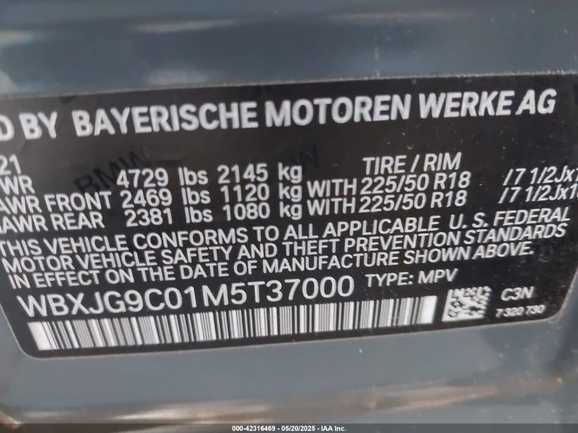 D BY BAYERISCHE MOTOREN WERKE AG
21
WR 4729 lbs 2145 kg TIRE / RIM
AWR FRONT 2469 lbs 1120 kg WITH 225/50 R18 / 7 1/2Jx1
AWR REAR 2381 lbs 1080 kg WITH 225/50 R18 / 7 1/2Jx1
THIS VEHICLE CONFORMS TO ALL APPLICABLE U. S. FEDERAL
MOTOR VEHICLE SAFETY AND THEFT PREVENTION STANDARDS
IN EFFECT ON THE DATE OF MANUFACTURE SHOWN ABOVE.
WBXJG9C01M5T37000 TYPE: MPV
C3N
7 320 730
000-42316469 - 05/20/2025 - IAA Inc.